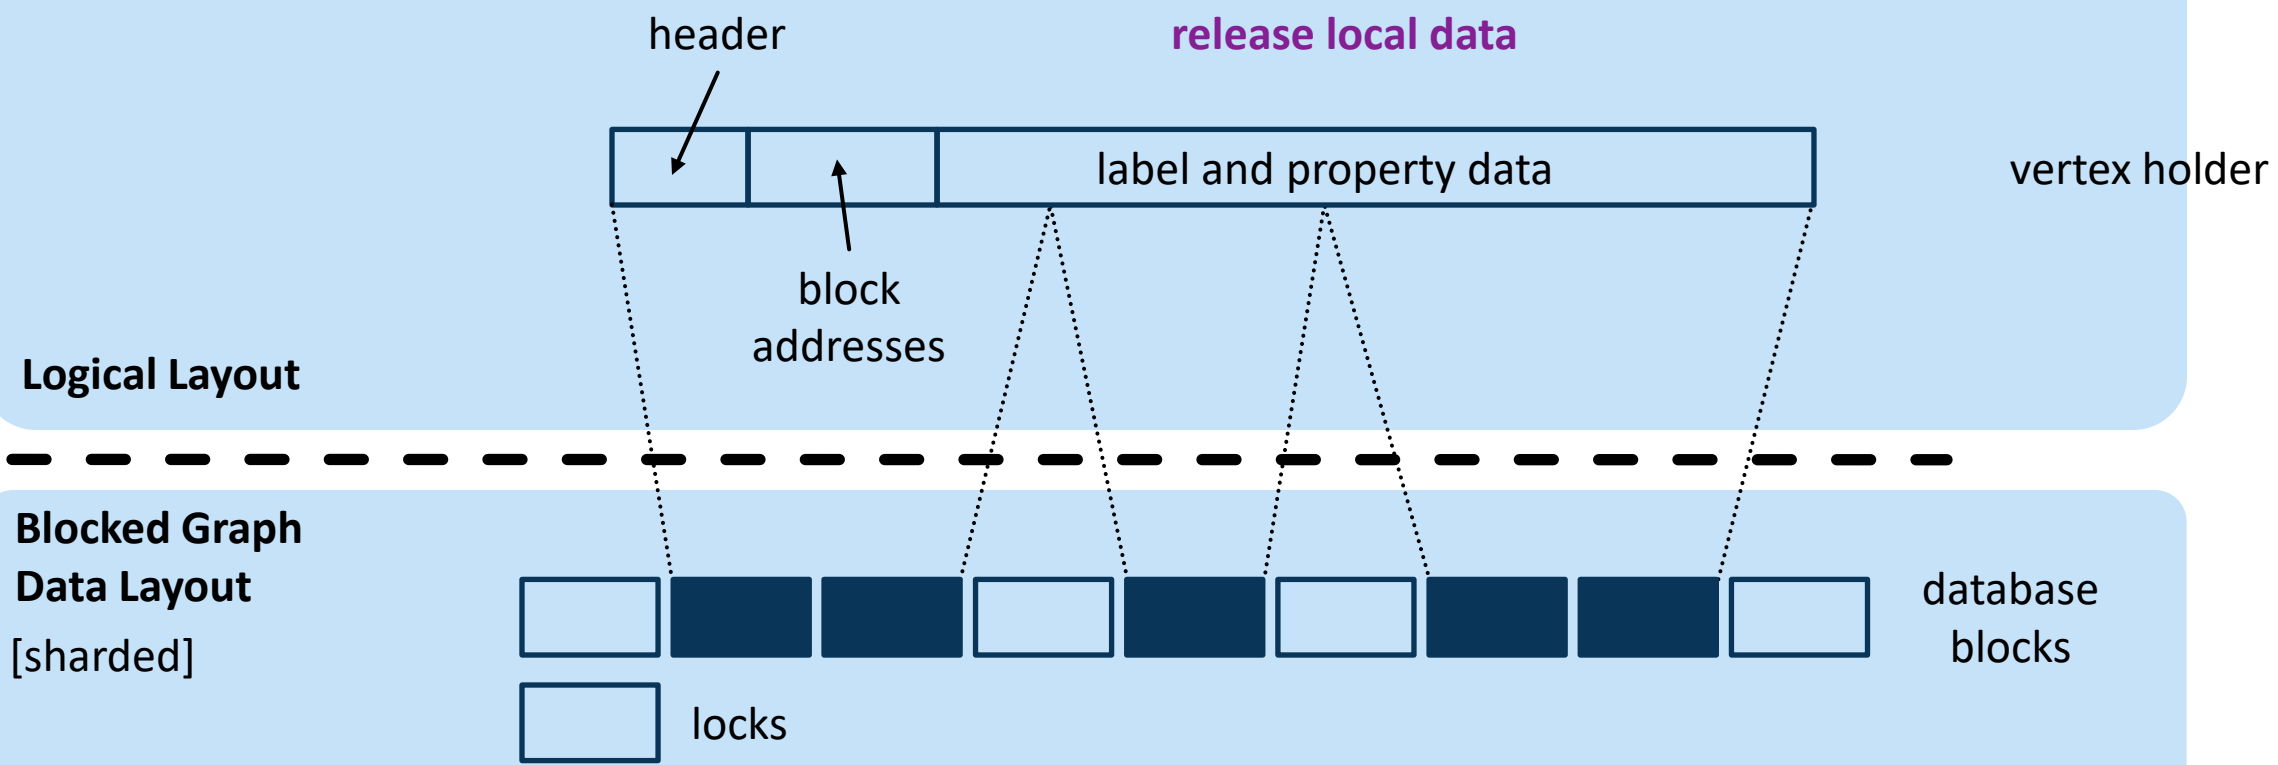 header
release local data
label and property data
vertex holder
block
addresses
Logical Layout
Blocked Graph
Data Layout
[sharded]
database
blocks
locks